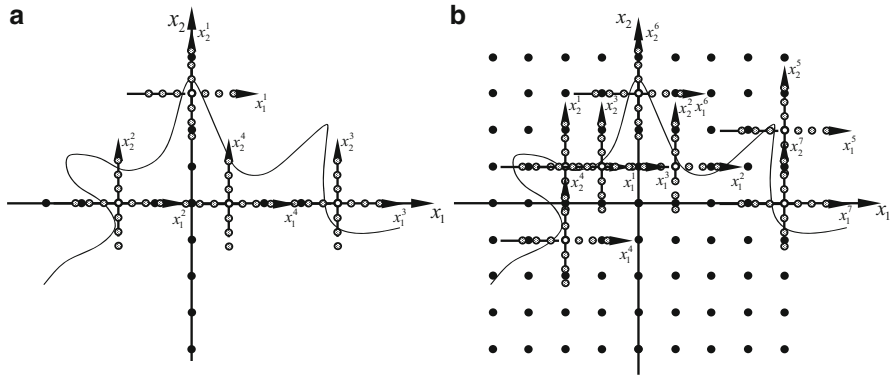 a
x₂
x₂¹
x₁¹
x₂²
x₂⁴
x₂³
x₁²
x₁⁴
x₁³
x₁
b
x₂
x₂⁶
x₂⁵
x₂¹
x₂³
x₂²
x₁⁶
x₁⁵
x₂⁷
x₂⁴
x₁¹
x₁³
x₁²
x₁⁷
x₁
x₁⁴